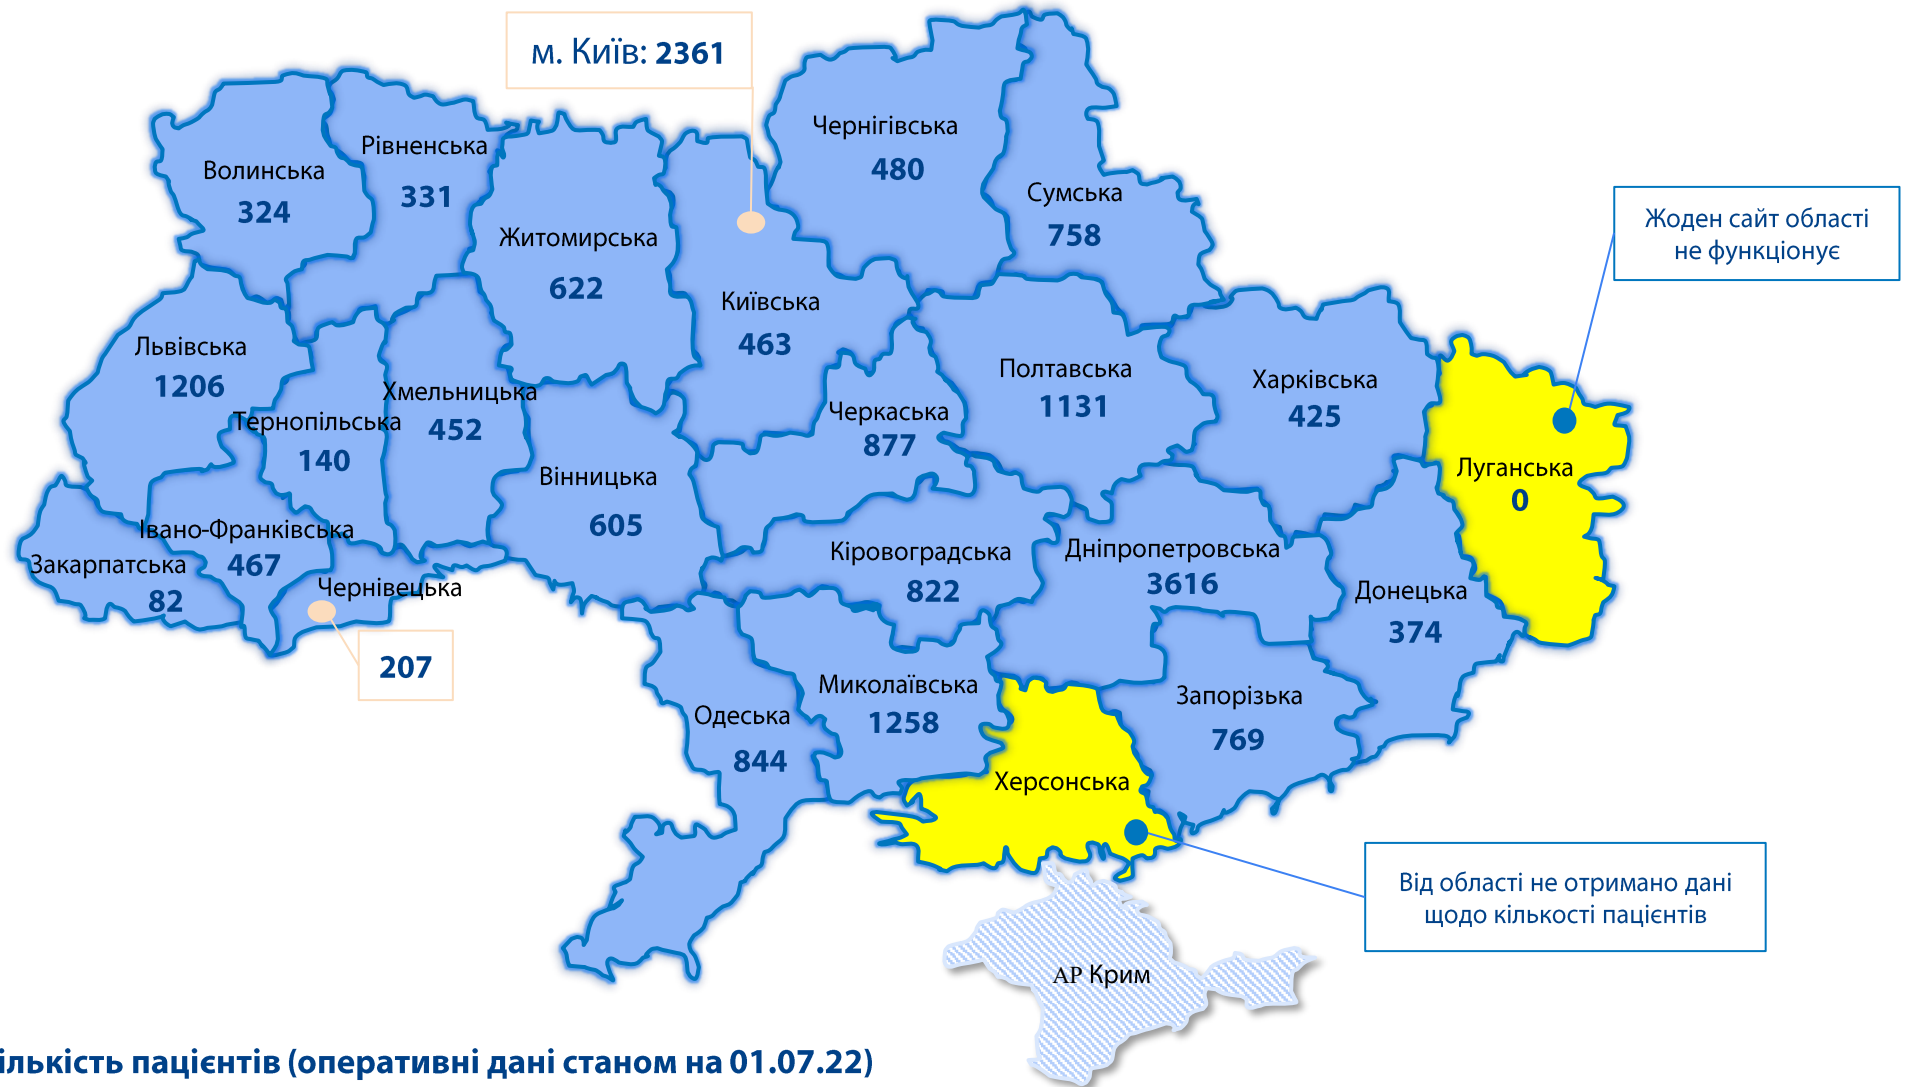 м. Київ: 2361
Чернігівська
480
Рівненська
331
Волинська
324
Сумська
758
Жоден сайт області
не функціонує
Житомирська
622
Київська
463
Львівська
1206
Полтавська
1131
Харківська
425
Хмельницька
452
Черкаська
877
Тернопільська
140
Луганська
0
Вінницька
605
Івано-Франківська
467
Закарпатська
82
Чернівецька
207
Кіровоградська
822
Дніпропетровська
3616
Донецька
374
Миколаївська
1258
Запорізька
769
Одеська
844
Херсонська
Від області не отримано дані
щодо кількості пацієнтів
АР Крим
ількість пацієнтів (оперативні дані станом на 01.07.22)